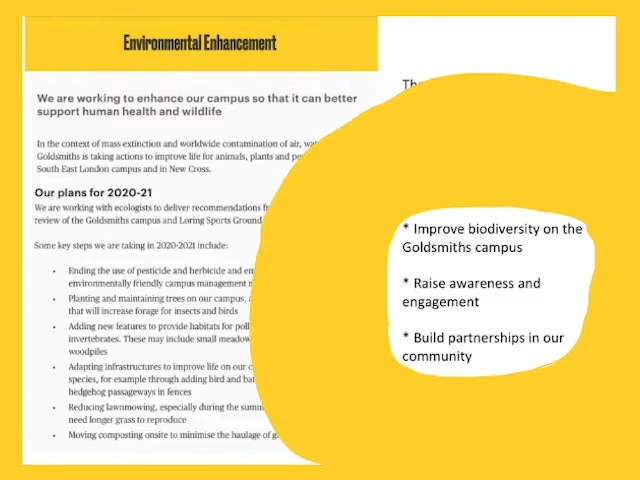 Environmental Enhancement
We are working to enhance our campus so that it can better
support human health and wildlife
In the context of mass extinction and worldwide contamination of air,
Goldsmiths is taking actions to improve life for animals, plants and
South East London campus and in New Cross.
Our plans for 2020-21
We are working with ecologists to deliver recommendations
review of the Goldsmiths campus and Loring Sports Ground
Some key steps we are taking in 2020-2021 include:
• Ending the use of pesticide and herbicide and
environmentally friendly campus management
• Planting and maintaining trees on our campus,
that will increase forage for insects and birds
• Adding new features to provide habitats for
invertebrates. These may include small
woodpiles
• Adapting infrastructures to improve life on our
species, for example through adding bird and
hedgehog passageways in fences
• Reducing lawnmowing, especially during the
need longer grass to reproduce
• Moving composting onsite to minimise the haulage of
* Improve biodiversity on the
Goldsmiths campus
* Raise awareness and
engagement
* Build partnerships in our
community